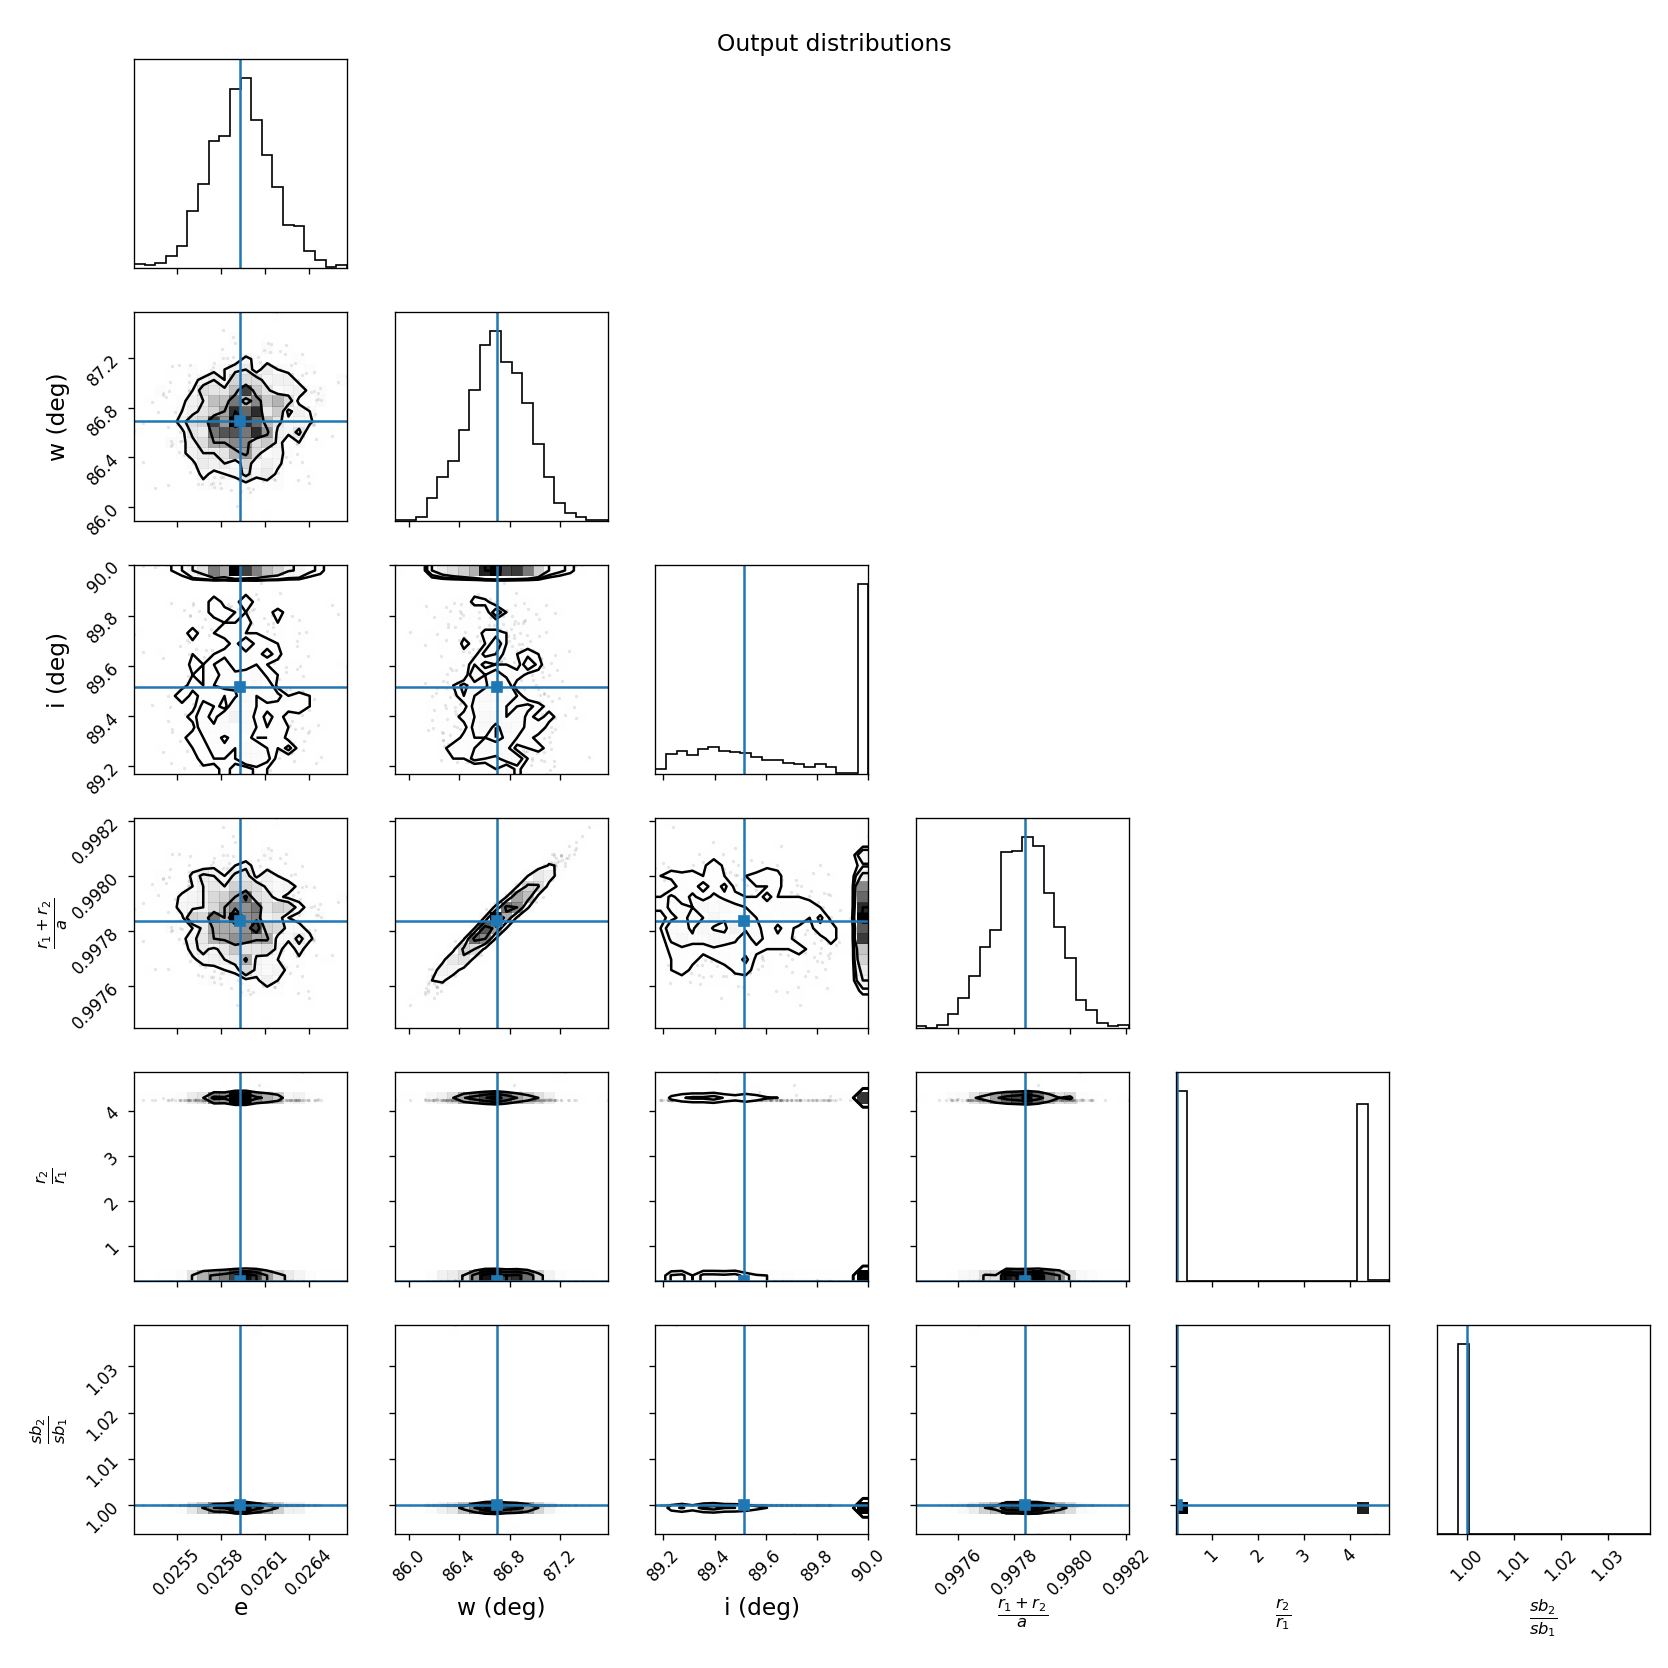 Output distributions
w (deg)
87.2
86.8
86.4
86.0
i (deg)
90.0
89.8
89.6
89.4
89.2
r₁ + r₂
a
0.9982
0.9980
0.9978
0.9976
r₂
r₁
4
3
2
1
sb₂
sb₁
1.03
1.02
1.01
1.00
0.0255 0.0258 0.0261 0.0264
86.0 86.4 86.8 87.2
89.2 89.4 89.6 89.8 90.0
0.9976 0.9978 0.9980 0.9982
1 2 3 4
1.00 1.01 1.02 1.03
e
w (deg)
i (deg)
r₁ + r₂
a
r₂
r₁
sb₂
sb₁